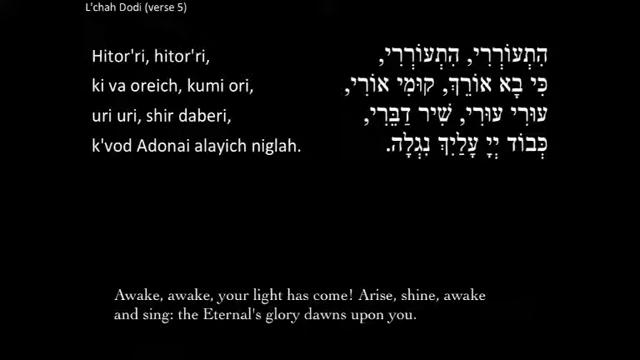 L'chah Dodi (verse 5)
Hitor'ri, hitor'ri,
ki va oreich, kumi ori,
uri uri, shir daberi,
k'vod Adonai alayich niglah.
הִתְעוֹרְרִי, הִתְעוֹרְרִי,
כִּי בָא אוֹרֵךְ, קוּמִי אוֹרִי,
עוּרִי עוּרִי, שִׁיר דַבֵּרִי,
כְּבוֹד יְיָ עָלַיִךְ נִגְלָה.
Awake, awake, your light has come! Arise, shine, awake
and sing: the Eternal's glory dawns upon you.